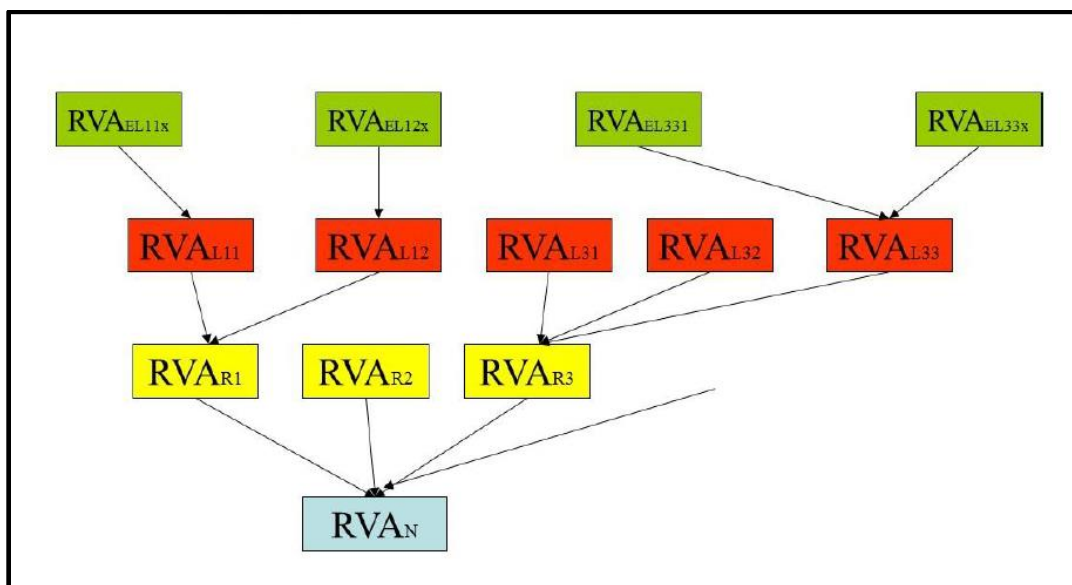 RVAEL11x
RVAEL12x
RVAEL331
RVAEL33x
RVAL11
RVAL12
RVAL31
RVAL32
RVAL33
RVAR1
RVAR2
RVAR3
RVAN